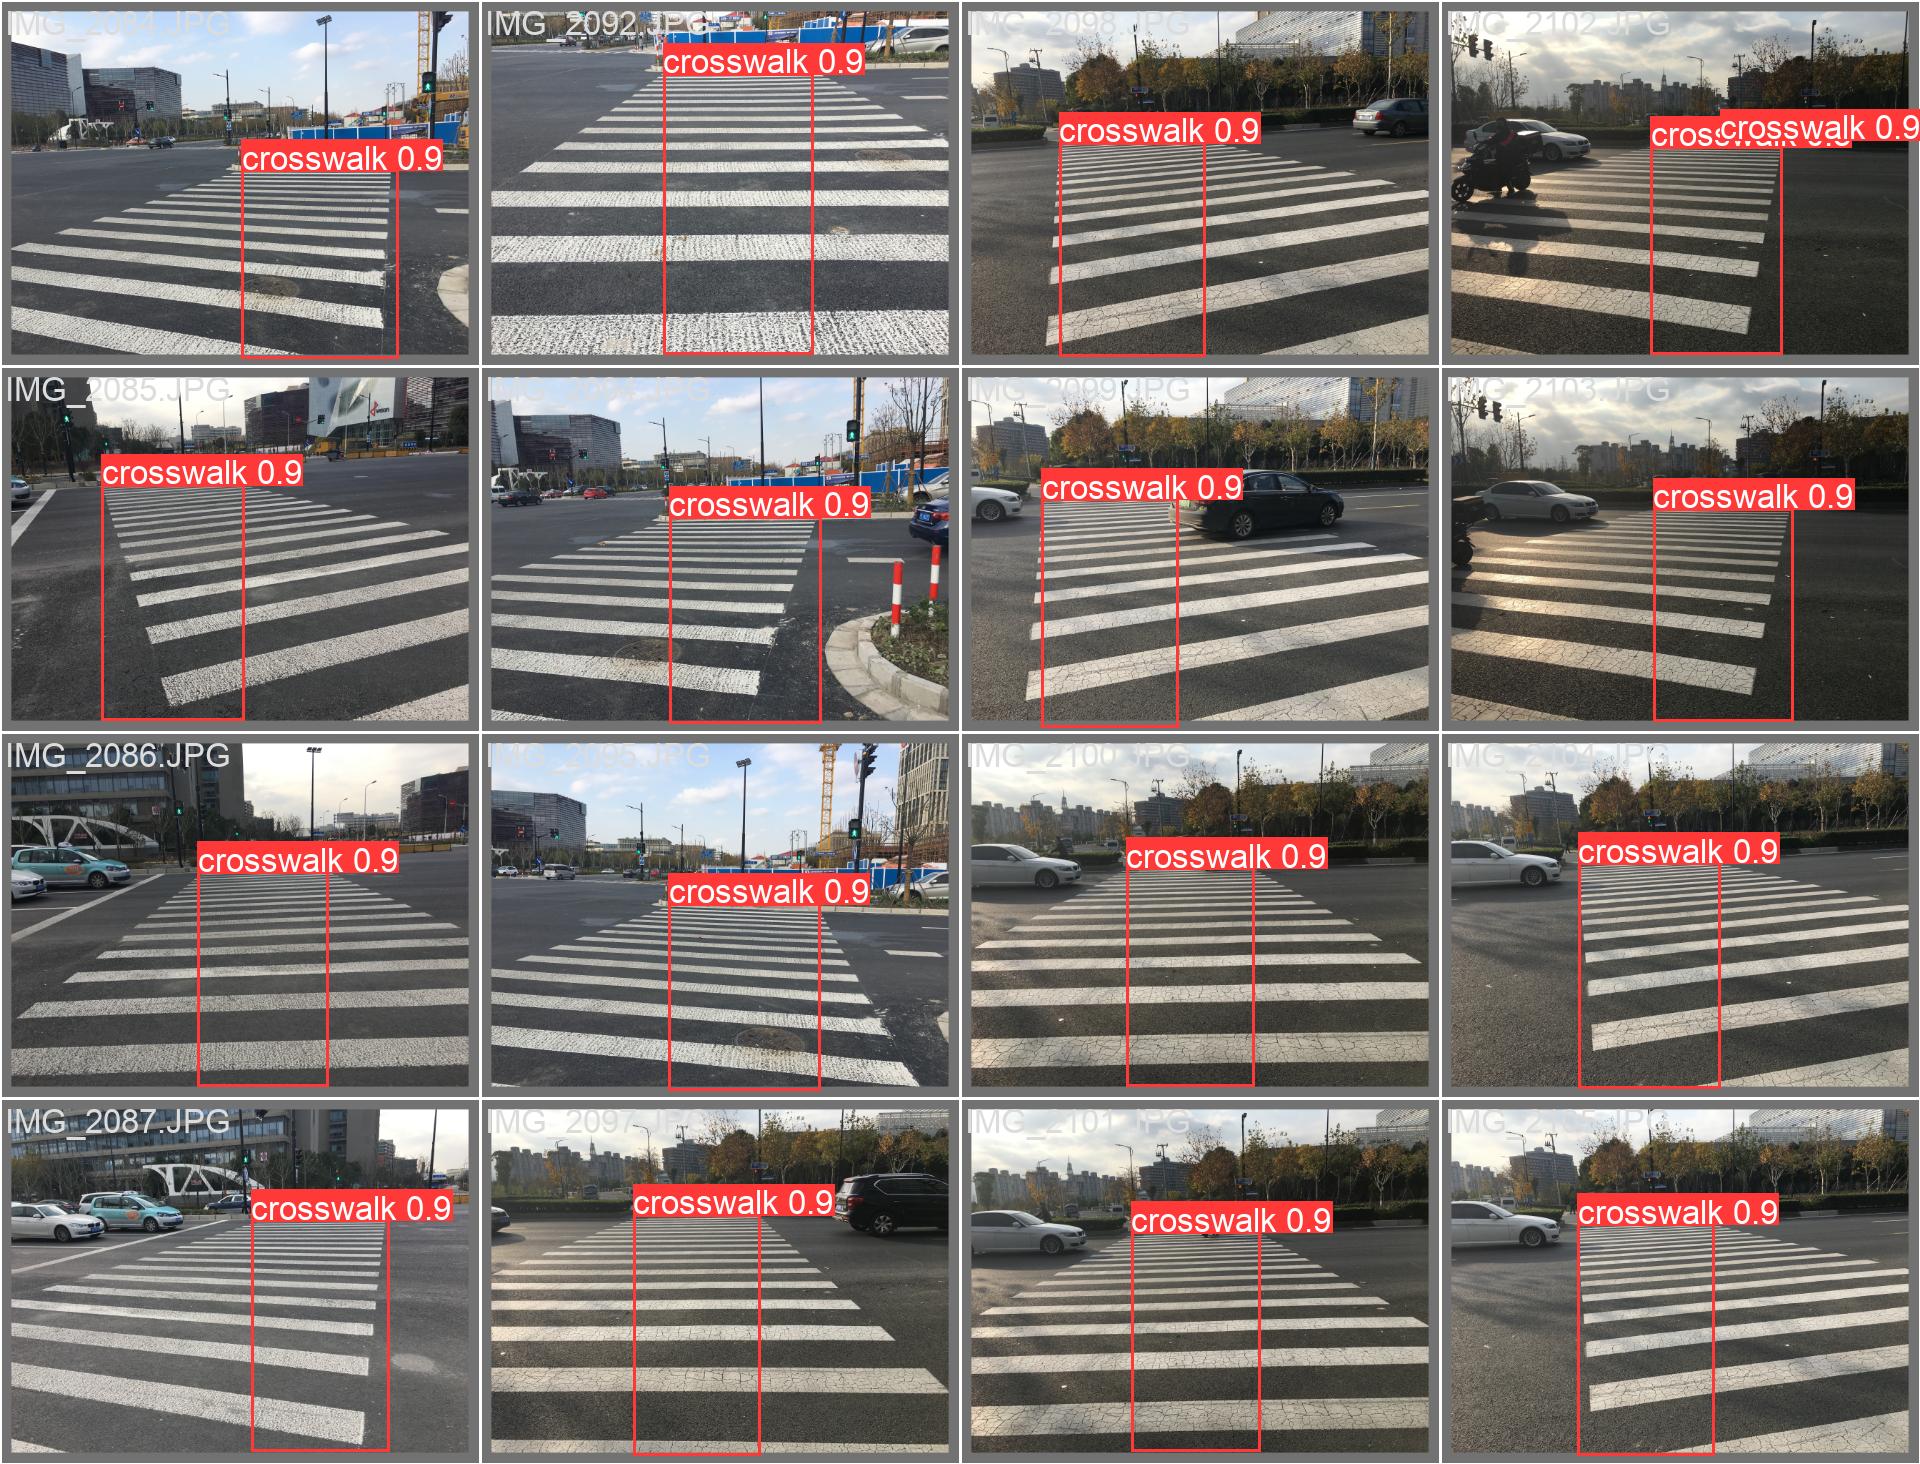 IMG_2084.JPG
crosswalk 0.9
IMG_2092.JPG
crosswalk 0.9
IMG_2098.JPG
crosswalk 0.9
IMG_2102.JPG
crosswalk 0.9
IMG_2085.JPG
crosswalk 0.9
IMG_2094.JPG
crosswalk 0.9
IMG_2099.JPG
crosswalk 0.9
IMG_2103.JPG
crosswalk 0.9
IMG_2086.JPG
crosswalk 0.9
IMG_2095.JPG
crosswalk 0.9
IMG_2100.JPG
crosswalk 0.9
IMG_2104.JPG
crosswalk 0.9
IMG_2087.JPG
crosswalk 0.9
IMG_2097.JPG
crosswalk 0.9
IMG_2101.JPG
crosswalk 0.9
IMG_2105.JPG
crosswalk 0.9